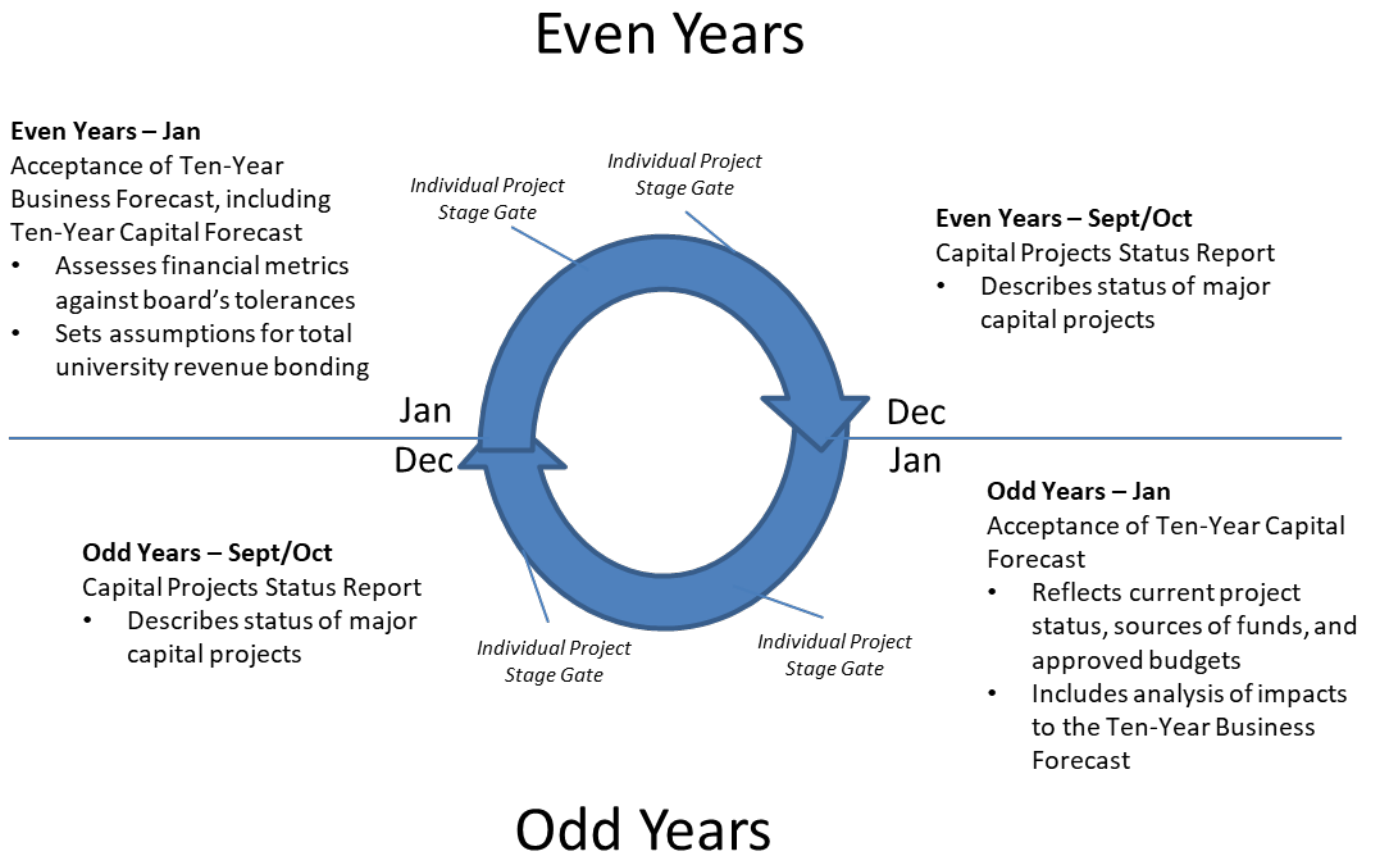 Even Years
Even Years – Jan
Acceptance of Ten-Year
Business Forecast, including
Ten-Year Capital Forecast
• Assesses financial metrics
against board's tolerances
• Sets assumptions for total
university revenue bonding
Individual Project
Stage Gate
Individual Project
Stage Gate
Even Years – Sept/Oct
Capital Projects Status Report
• Describes status of major
capital projects
Jan
Dec
Dec
Jan
Odd Years – Sept/Oct
Capital Projects Status Report
• Describes status of major
capital projects
Individual Project
Stage Gate
Individual Project
Stage Gate
Odd Years – Jan
Acceptance of Ten-Year Capital
Forecast
• Reflects current project
status, sources of funds, and
approved budgets
• Includes analysis of impacts
to the Ten-Year Business
Forecast
Odd Years